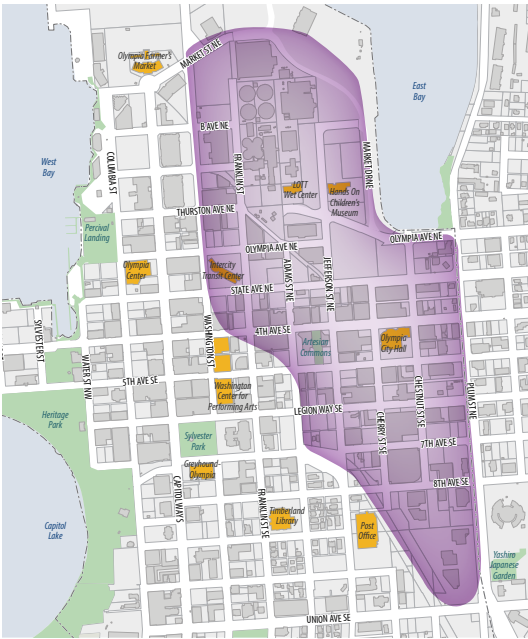 Olympia Farmer's
Market
MARKET ST NE
East
Bay
B AVE NE
West
Bay
COLUMBIA ST
FRANKLIN ST
MARKET DR NE
LOTT
Wet Center
Hands On
Children's
Museum
THURSTON AVE NE
Percival
Landing
OLYMPIA AVE NE
OLYMPIA AVE NE
Olympia
Center
Intercity
Transit Center
ADAMS ST NE
JEFFERSON ST NE
STATE AVE NE
SYLVESTER ST
WASHINGTON ST
4TH AVE SE
Artesian
Commons
Olympia
City Hall
WATER ST NW
5TH AVE SE
Washington
Center for
Performing Arts
CHESTNUT ST SE
PLUM ST NE
Heritage
Park
LEGION WAY SE
CHERRY ST SE
Sylvester
Park
7TH AVE SE
Greyhound-
Olympia
8TH AVE SE
CAPITOL WAY S
FRANKLIN ST SE
Timberland
Library
Capitol
Lake
Post
Office
Yashiro
Japanese
Garden
UNION AVE SE